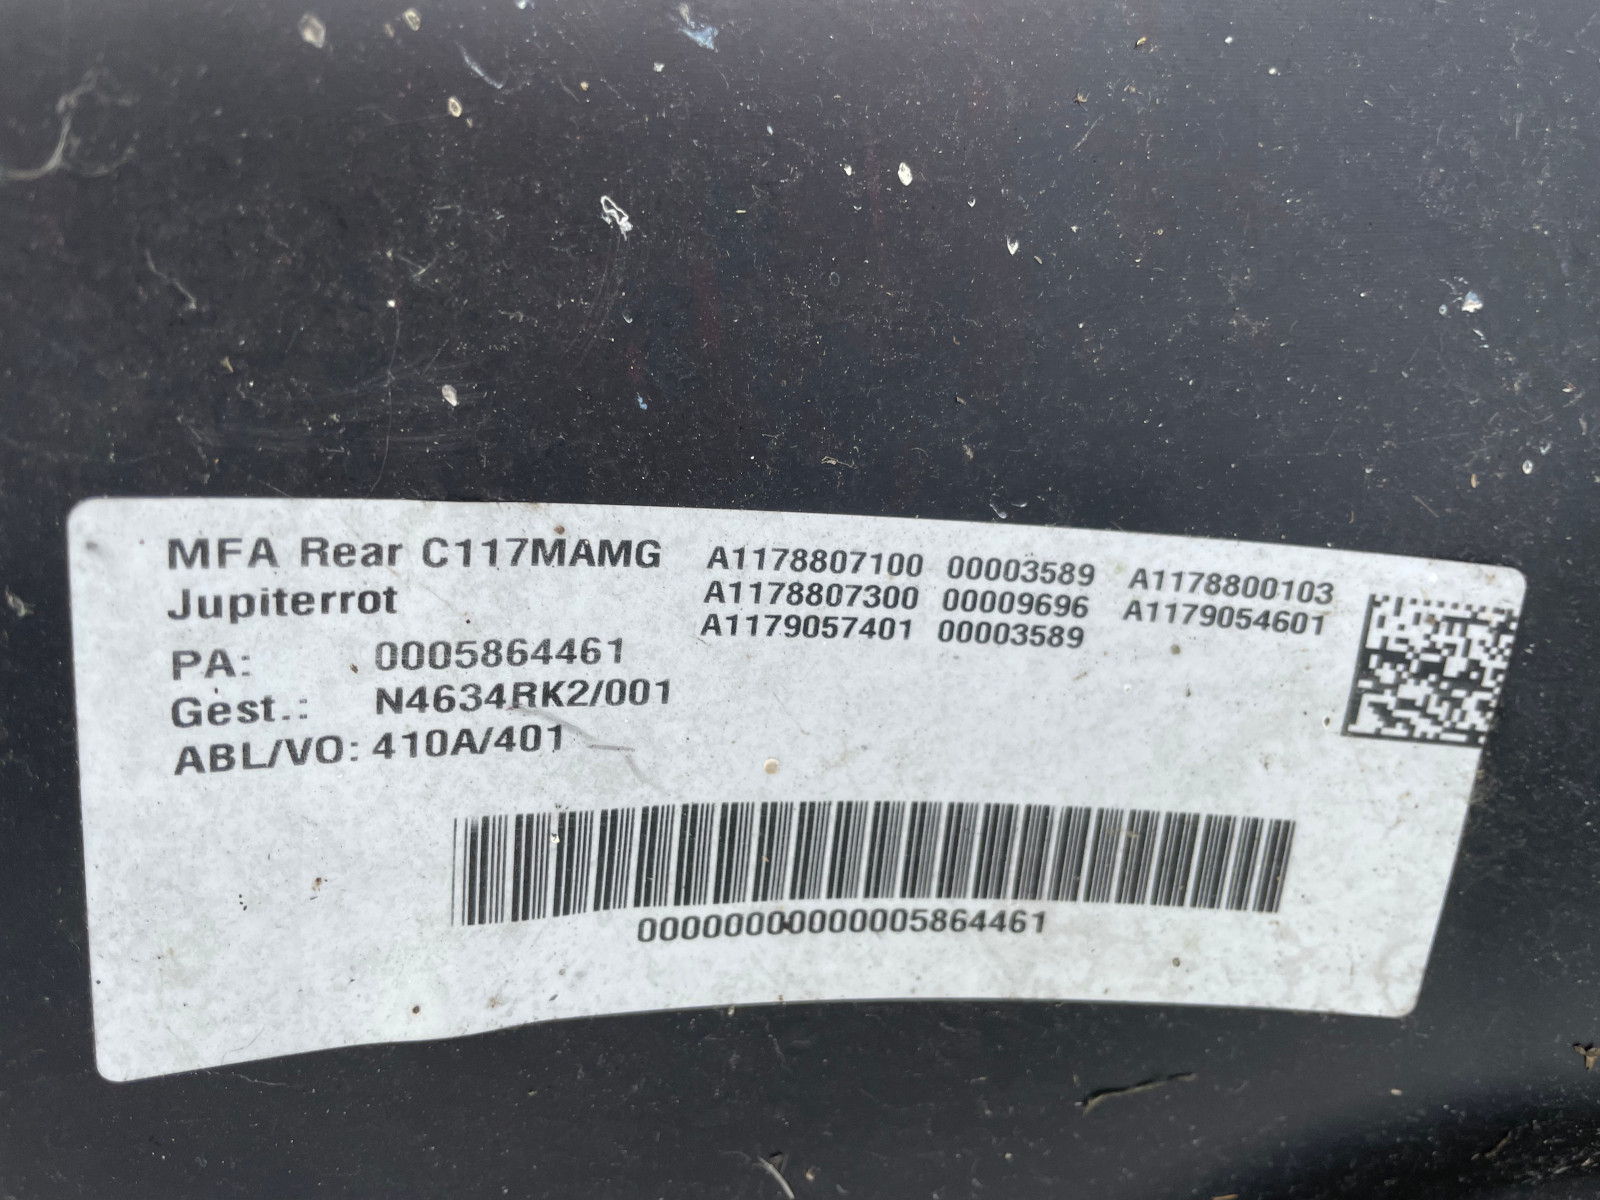 MFA Rear C117MAMG
Jupiterrot
PA: 0005864461
Gest.: N4634RK2/001
ABL/VO: 410A/401
A1178807100 00003589 A1178800103
A1178807300 00009696 A1179054601
A1179057401 00003589
00000000000005864461